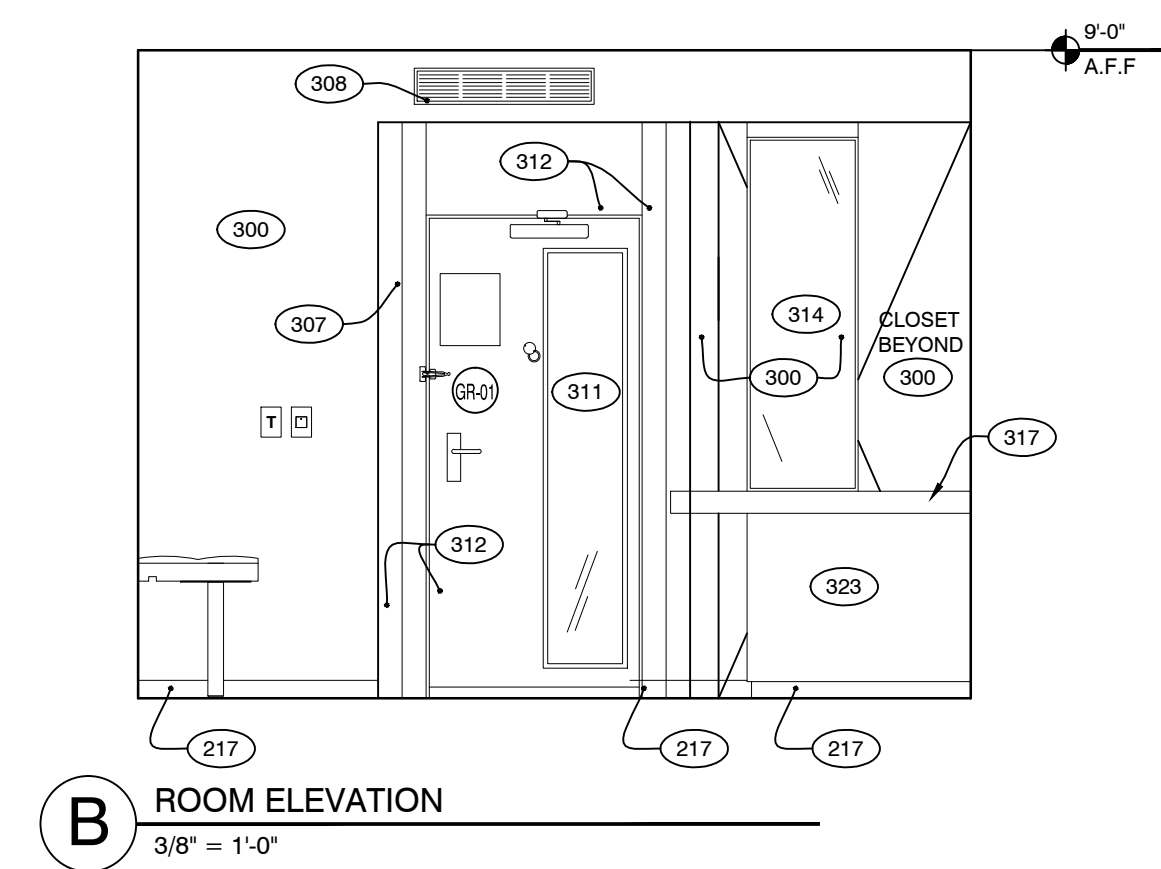 9'-0"
A.F.F
308
312
300
307
314
CLOSET
BEYOND
300
300
GR-01
311
T
317
312
323
217
217
217
B
ROOM ELEVATION
3/8" = 1'-0"